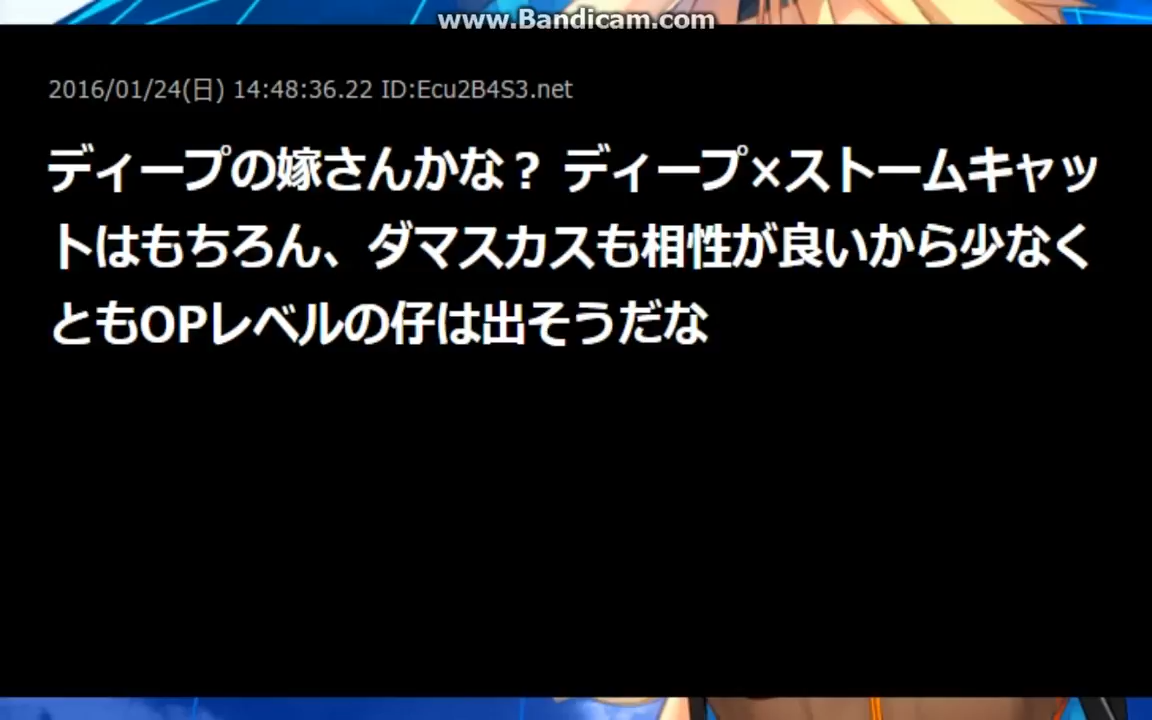 www.Bandicam.com
2016/01/24(日) 14:48:36.22 ID:Ecu2B4S3.net
ディープの嫁さんかな？ ディープ×ストームキャッ
トはもちろん、ダマスカスも相性が良いから少なく
ともOPレベルの仔は出そうだな